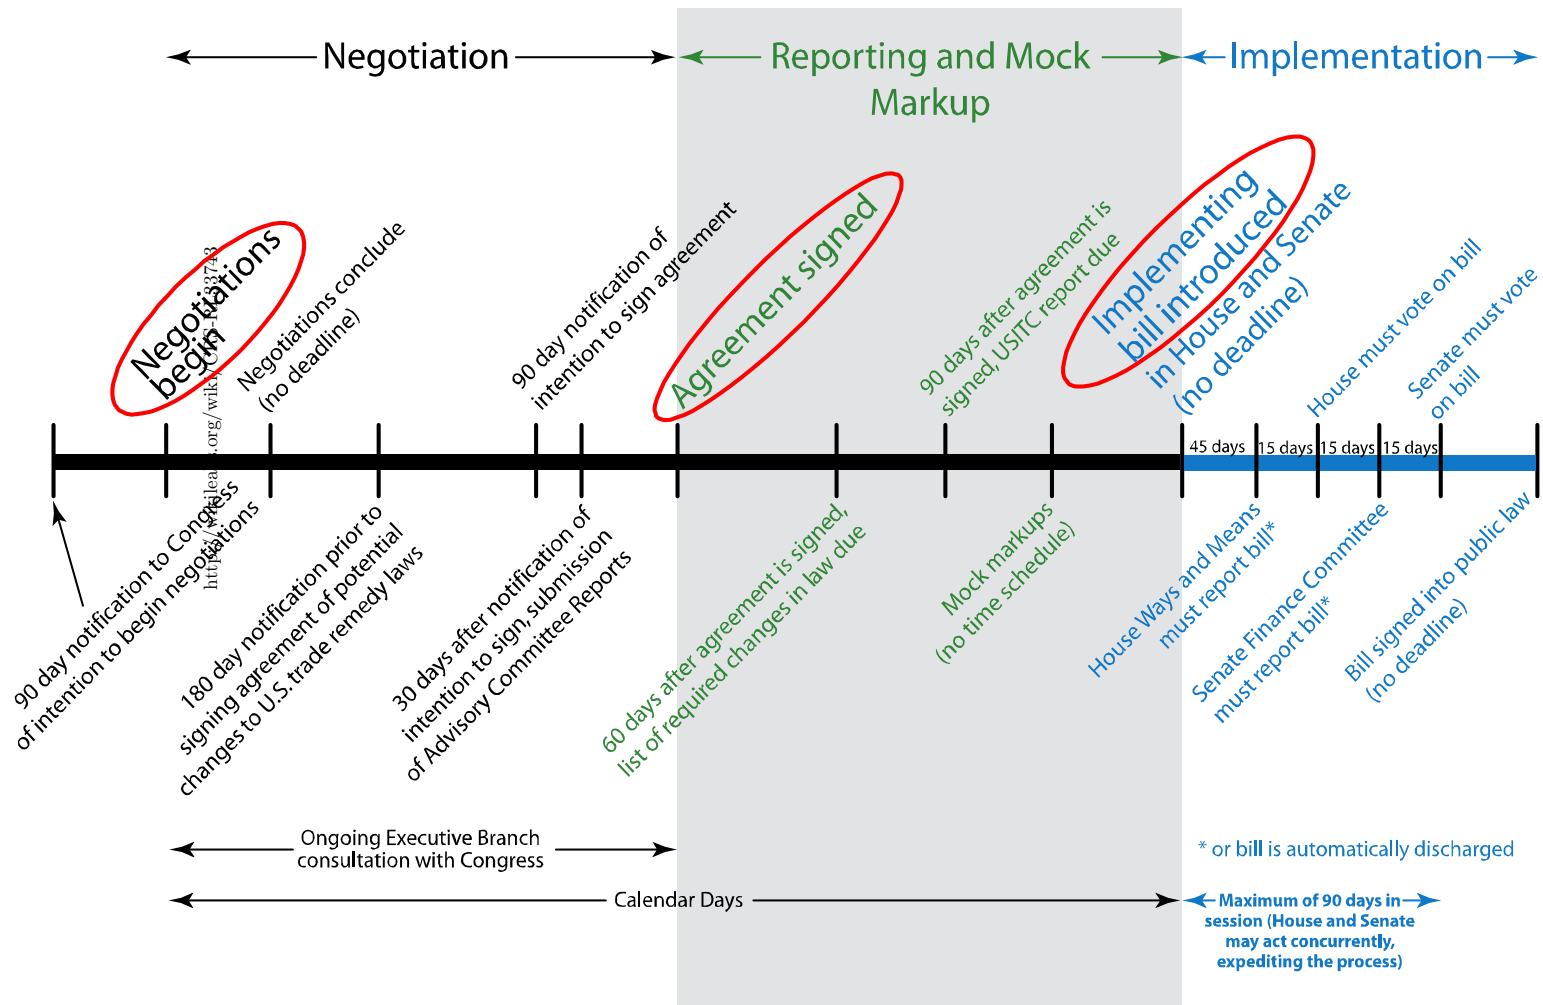 Negotiation
Reporting and Mock
Markup
Implementation
Negotiations
begin
Negotiations conclude
(no deadline)
90 day notification of
intention to sign agreement
Agreement signed
90 days after agreement is
signed, USITC report due
Implementing
bill introduced
in House and Senate
(no deadline)
House must vote on bill
Senate must vote
on bill
45 days
15 days
15 days
15 days
90 day notification to Congress
of intention to begin negotiations
180 day notification prior to
signing agreement of potential
changes to U.S. trade remedy laws
30 days after notification of
intention to sign, submission
of Advisory Committee Reports
60 days after agreement is signed,
list of required changes in law due
Mock markups
(no time schedule)
House Ways and Means
must report bill*
Senate Finance Committee
must report bill*
Bill signed into public law
(no deadline)
Ongoing Executive Branch
consultation with Congress
* or bill is automatically discharged
Calendar Days
Maximum of 90 days in
session (House and Senate
may act concurrently,
expediting the process)